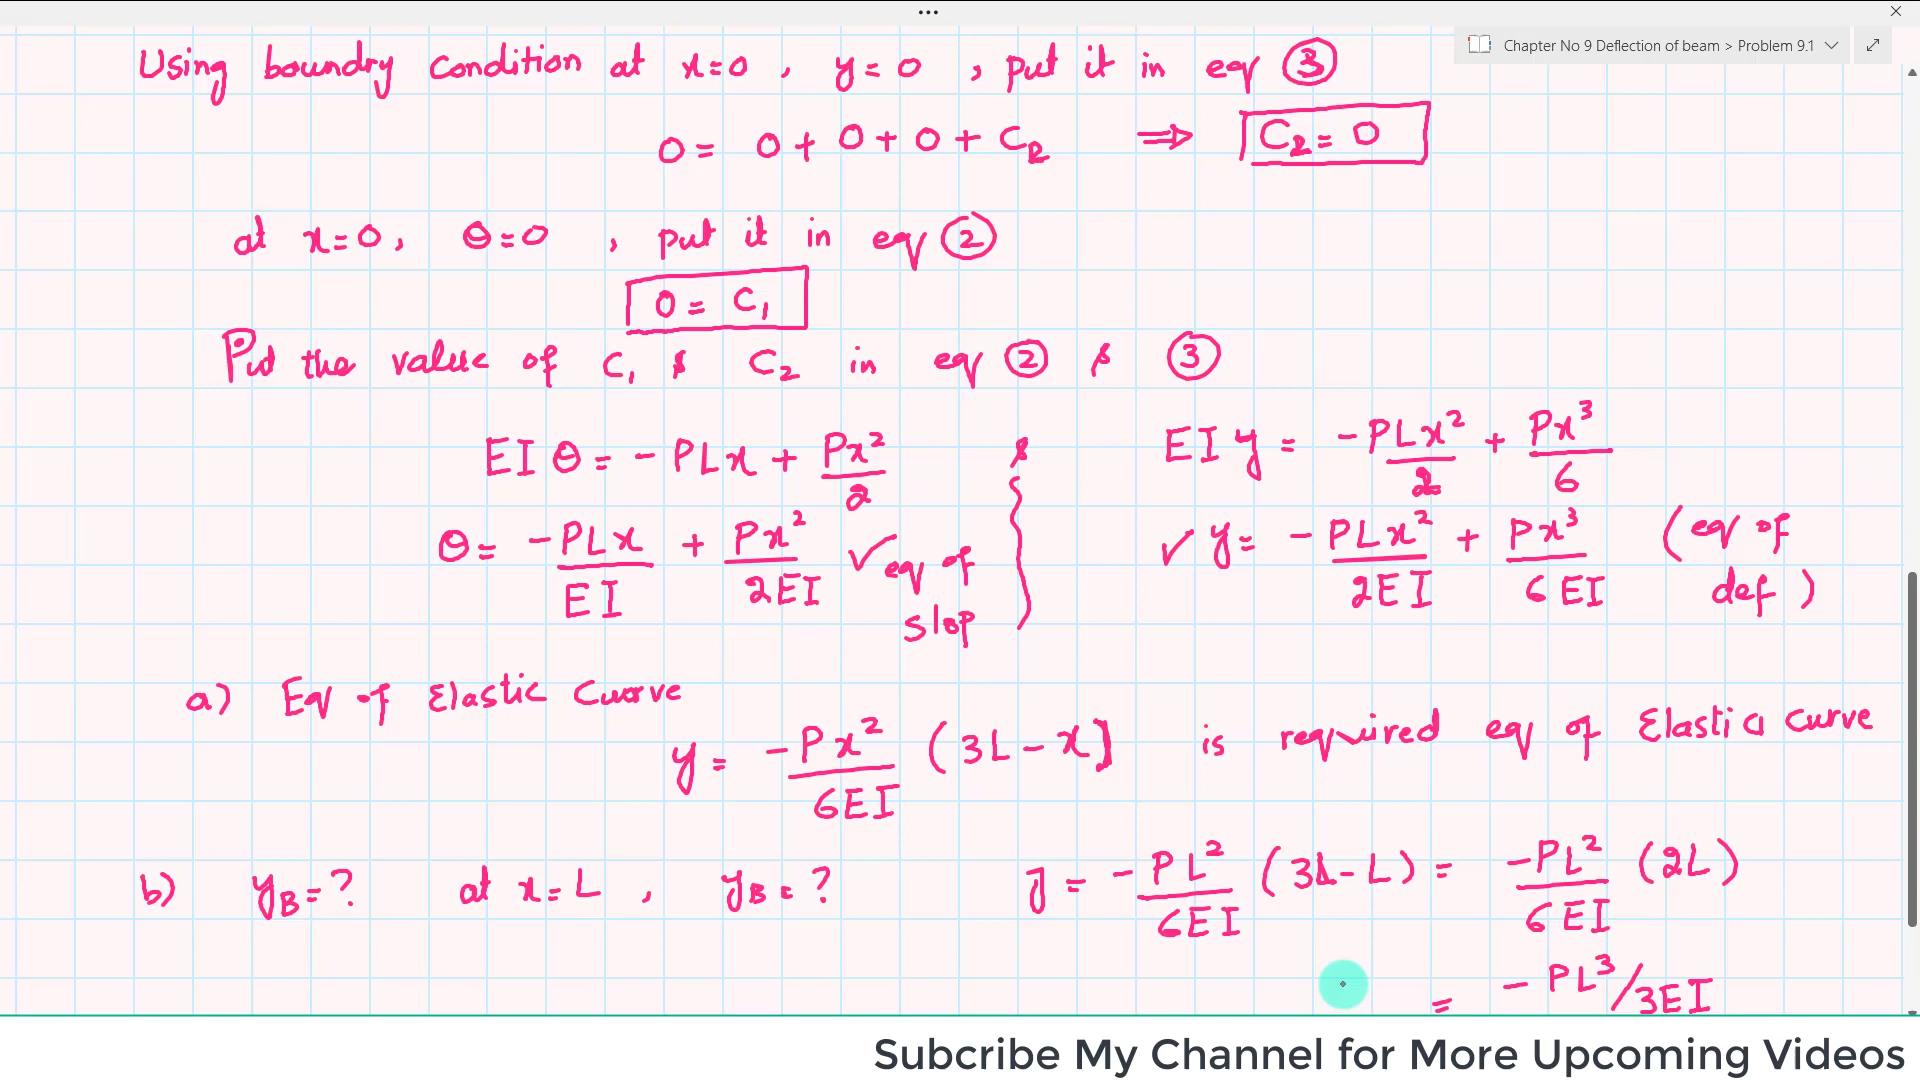 Chapter No 9 Deflection of beam > Problem 9.1
Using boundry condition at x=0, y=0, put it in eq ③
0 = 0 + 0 + 0 + C₂ ⇒ C₂ = 0
at x=0, θ=0, put it in eq ②
0 = C₁
Put the value of C₁ & C₂ in eq ② & ③
EIθ = -PLx + Px²/2 & EIy = -PLx²/2 + Px³/6
θ = -PLx/EI + Px²/2EI ✓ eq of slop ✓ y = -PLx²/2EI + Px³/6EI (eq of def)
a) Eq of Elastic Curve
y = -Px²/6EI (3L-x] is required eq of Elastic Curve
b) yB=? at x=L, yB=? y = -PL²/6EI (3L-L) = -PL²/6EI (2L)
= -PL³/3EI
Subcribe My Channel for More Upcoming Videos